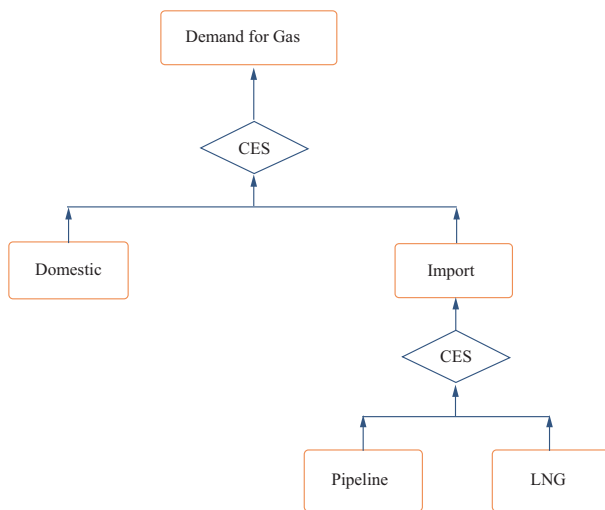 Demand for Gas
CES
Domestic
Import
CES
Pipeline
LNG